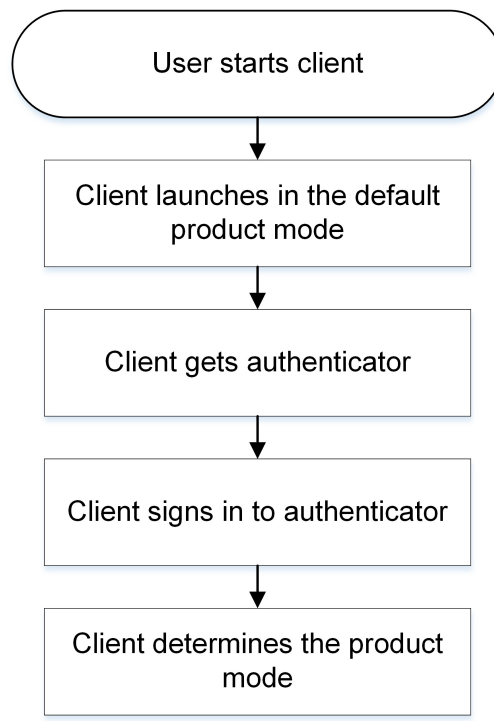 User starts client
Client launches in the default
product mode
Client gets authenticator
Client signs in to authenticator
Client determines the product
mode